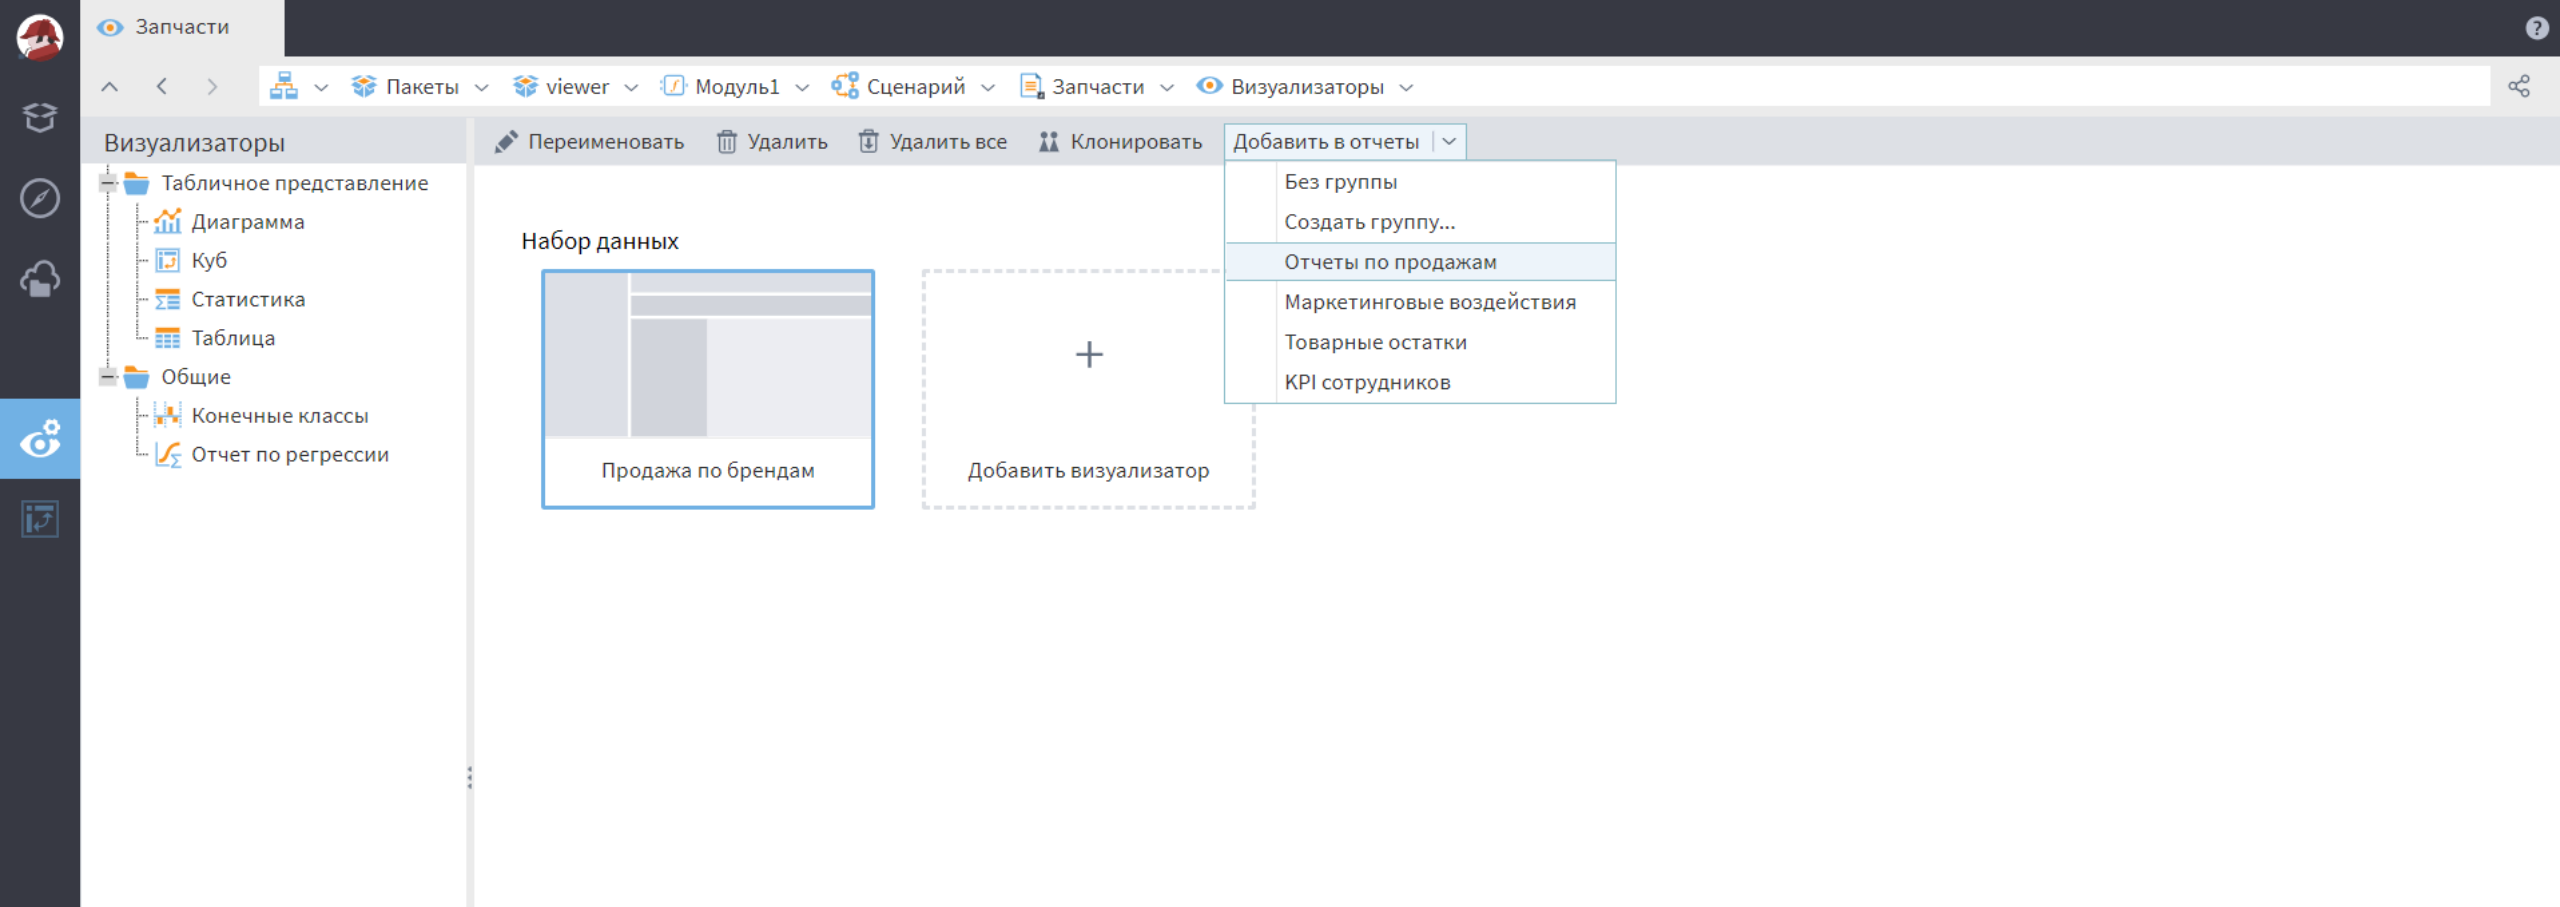 Запчасти
?
Пакеты viewer Модуль1 Сценарий Запчасти Визуализаторы
Визуализаторы
Переименовать Удалить Удалить все Клонировать Добавить в отчеты
Табличное представление
Диаграмма
Куб
Статистика
Таблица
Общие
Конечные классы
Отчет по регрессии
Без группы
Создать группу...
Отчеты по продажам
Маркетинговые воздействия
Товарные остатки
KPI сотрудников
Набор данных
Продажа по брендам
+
Добавить визуализатор